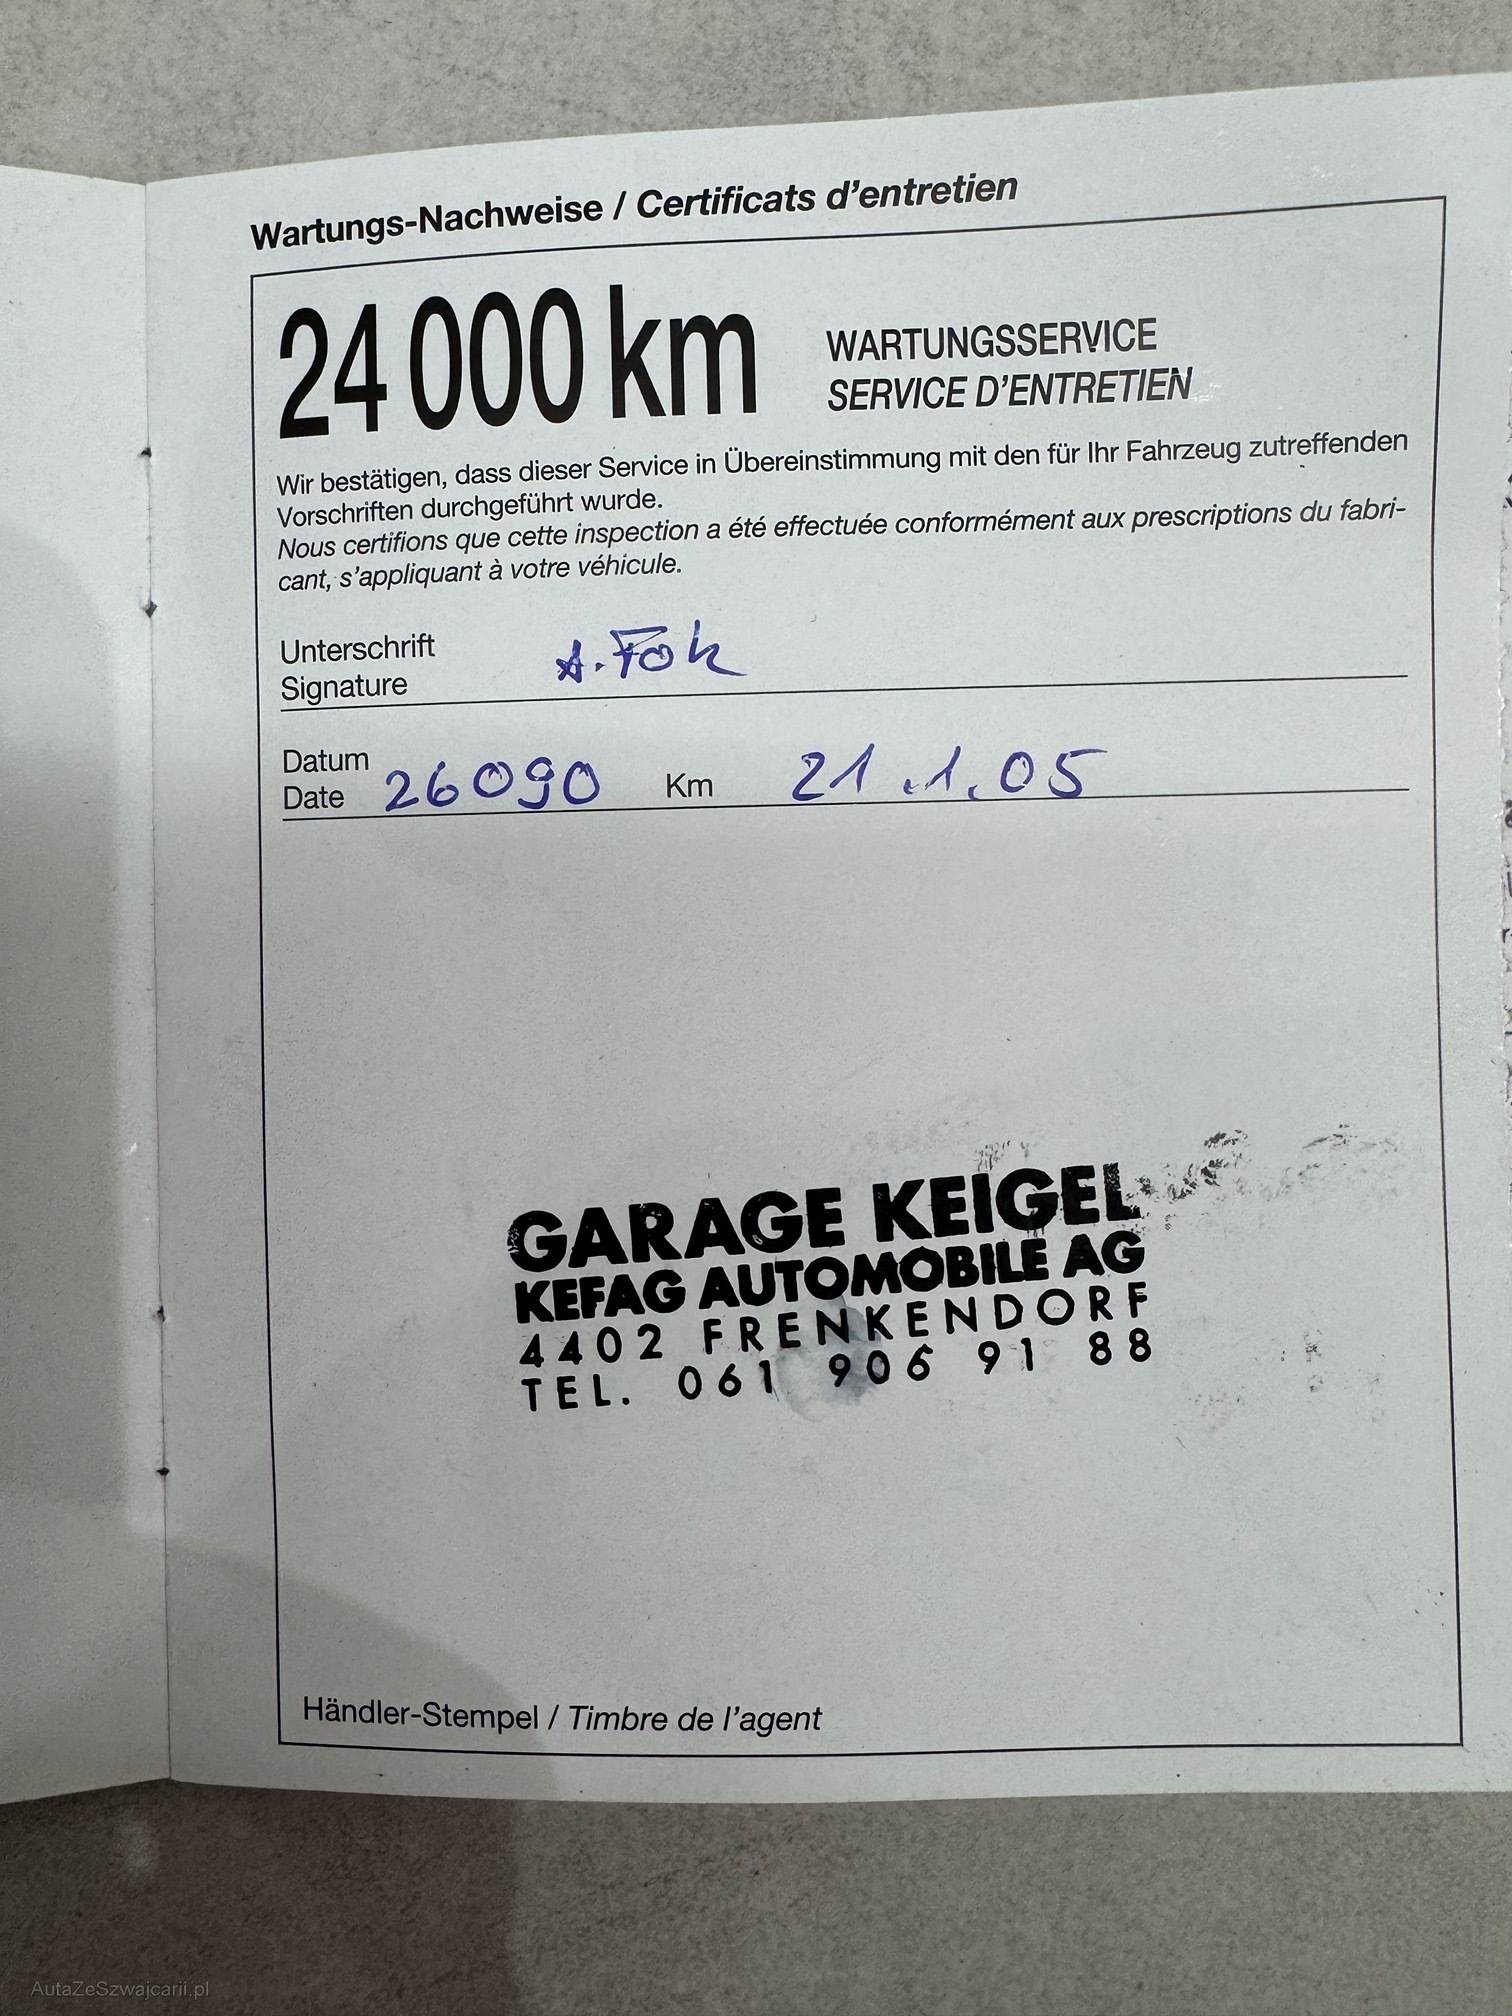 Wartungs-Nachweise / Certificats d'entretien
24 000 km
WARTUNGSSERVICE
SERVICE D'ENTRETIEN
Wir bestätigen, dass dieser Service in Übereinstimmung mit den für Ihr Fahrzeug zutreffenden
Vorschriften durchgeführt wurde.
Nous certifions que cette inspection a été effectuée conformément aux prescriptions du fabri-
cant, s'appliquant à votre véhicule.
Unterschrift
Signature
A. Fok
Datum
Date 26090 Km 21.1.05
GARAGE KEIGEL
KEFAG AUTOMOBILE AG
4402 FRENKENDORF
TEL. 061 906 91 88
Händler-Stempel / Timbre de l'agent
AutaZeSzwajcarii.pl